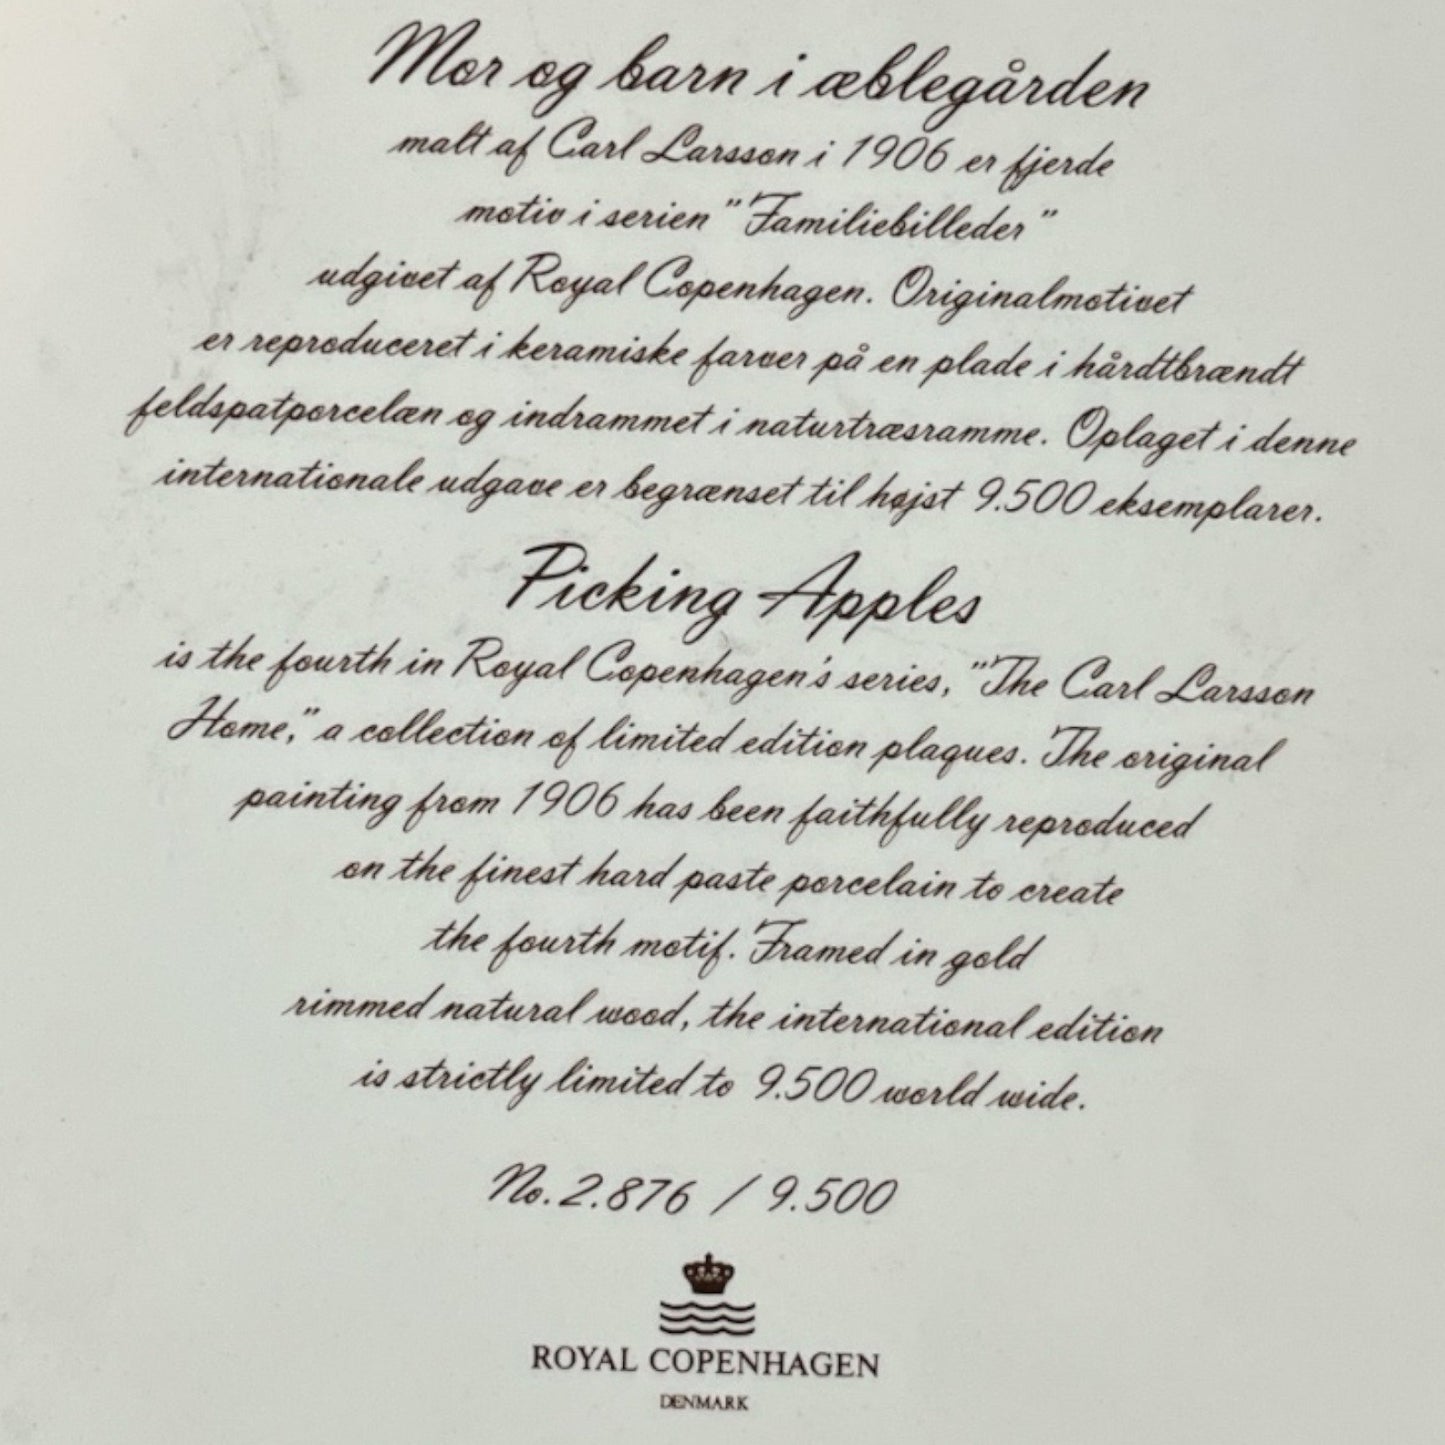 Mor og barn i æblegården
malt af Carl Larsson i 1906 er fjerde
motiv i serien "Familiebilleder"
udgivet af Royal Copenhagen. Originalmotivet
er reproduceret i keramiske farver på en plade i hårdtbrændt
feldspatporcelæn og indrammet i naturtræsramme. Oplaget i denne
internationale udgave er begrænset til højst 9.500 eksemplarer.
Picking Apples
is the fourth in Royal Copenhagen's series, "The Carl Larsson
Home," a collection of limited edition plaques. The original
painting from 1906 has been faithfully reproduced
on the finest hard paste porcelain to create
the fourth motif. Framed in gold
rimmed natural wood, the international edition
is strictly limited to 9.500 world wide.
No. 2.876 / 9.500
ROYAL COPENHAGEN
DENMARK